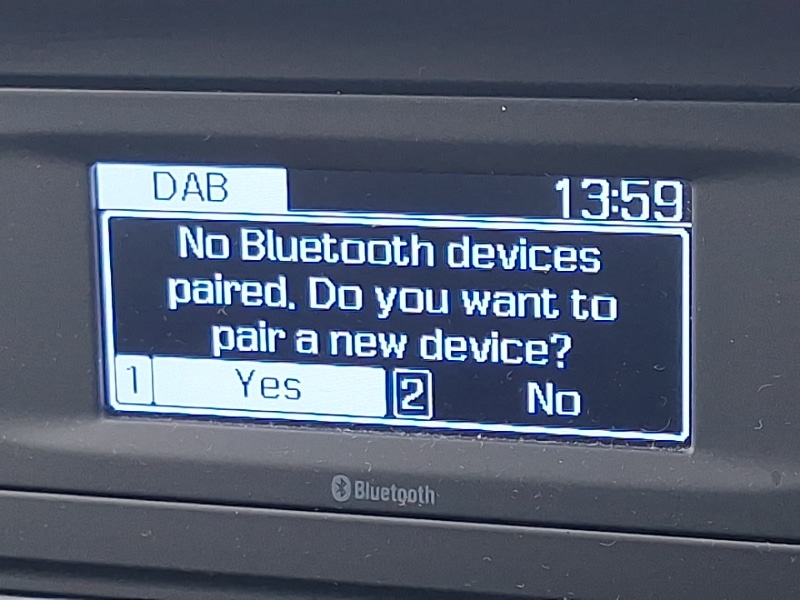 DAB 13:59
No Bluetooth devices
paired. Do you want to
pair a new device?
1 Yes 2 No
Bluetooth